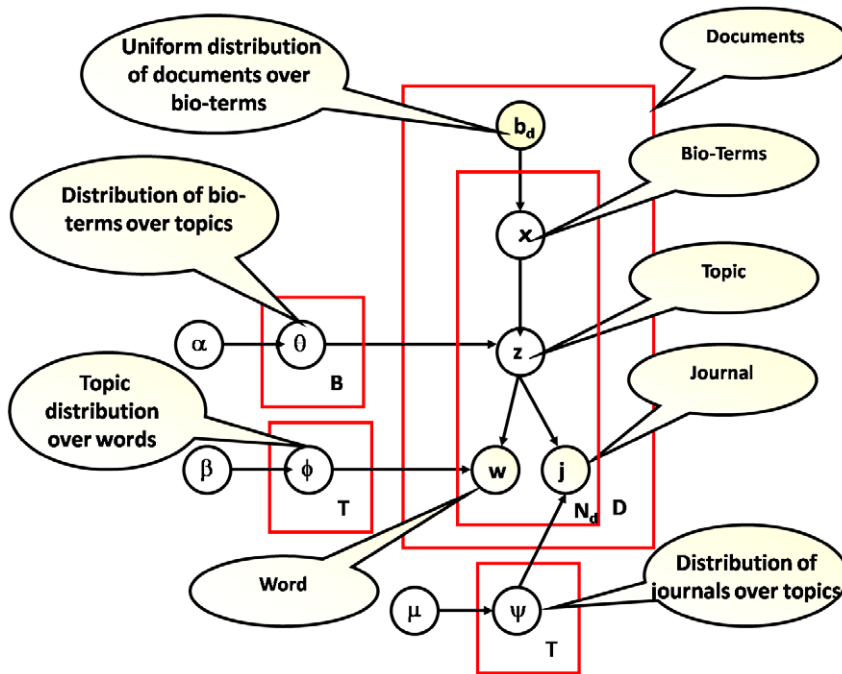 Uniform distribution
of documents over
bio-terms
Documents
b_d
Bio-Terms
Distribution of bio-
terms over topics
x
Topic
α
θ
z
B
Journal
Topic
distribution
over words
β
ϕ
w
j
T
N_d
D
Word
Distribution of
journals over topics
μ
ψ
T